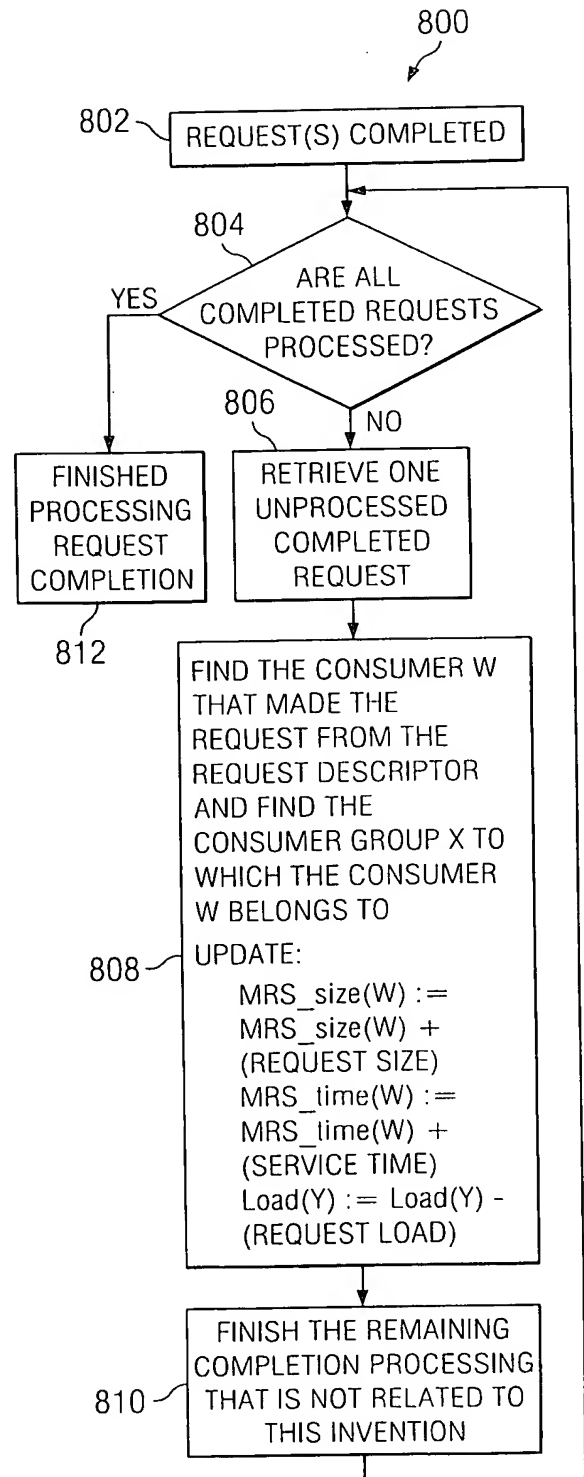 800
802
REQUEST(S) COMPLETED
804
YES
ARE ALL
COMPLETED REQUESTS
PROCESSED?
806
NO
FINISHED
PROCESSING
REQUEST
COMPLETION
812
RETRIEVE ONE
UNPROCESSED
COMPLETED
REQUEST
FIND THE CONSUMER W
THAT MADE THE
REQUEST FROM THE
REQUEST DESCRIPTOR
AND FIND THE
CONSUMER GROUP X TO
WHICH THE CONSUMER
W BELONGS TO
808
UPDATE:
MRS_size(W) :=
MRS_size(W) +
(REQUEST SIZE)
MRS_time(W) :=
MRS_time(W) +
(SERVICE TIME)
Load(Y) := Load(Y) -
(REQUEST LOAD)
810
FINISH THE REMAINING
COMPLETION PROCESSING
THAT IS NOT RELATED TO
THIS INVENTION